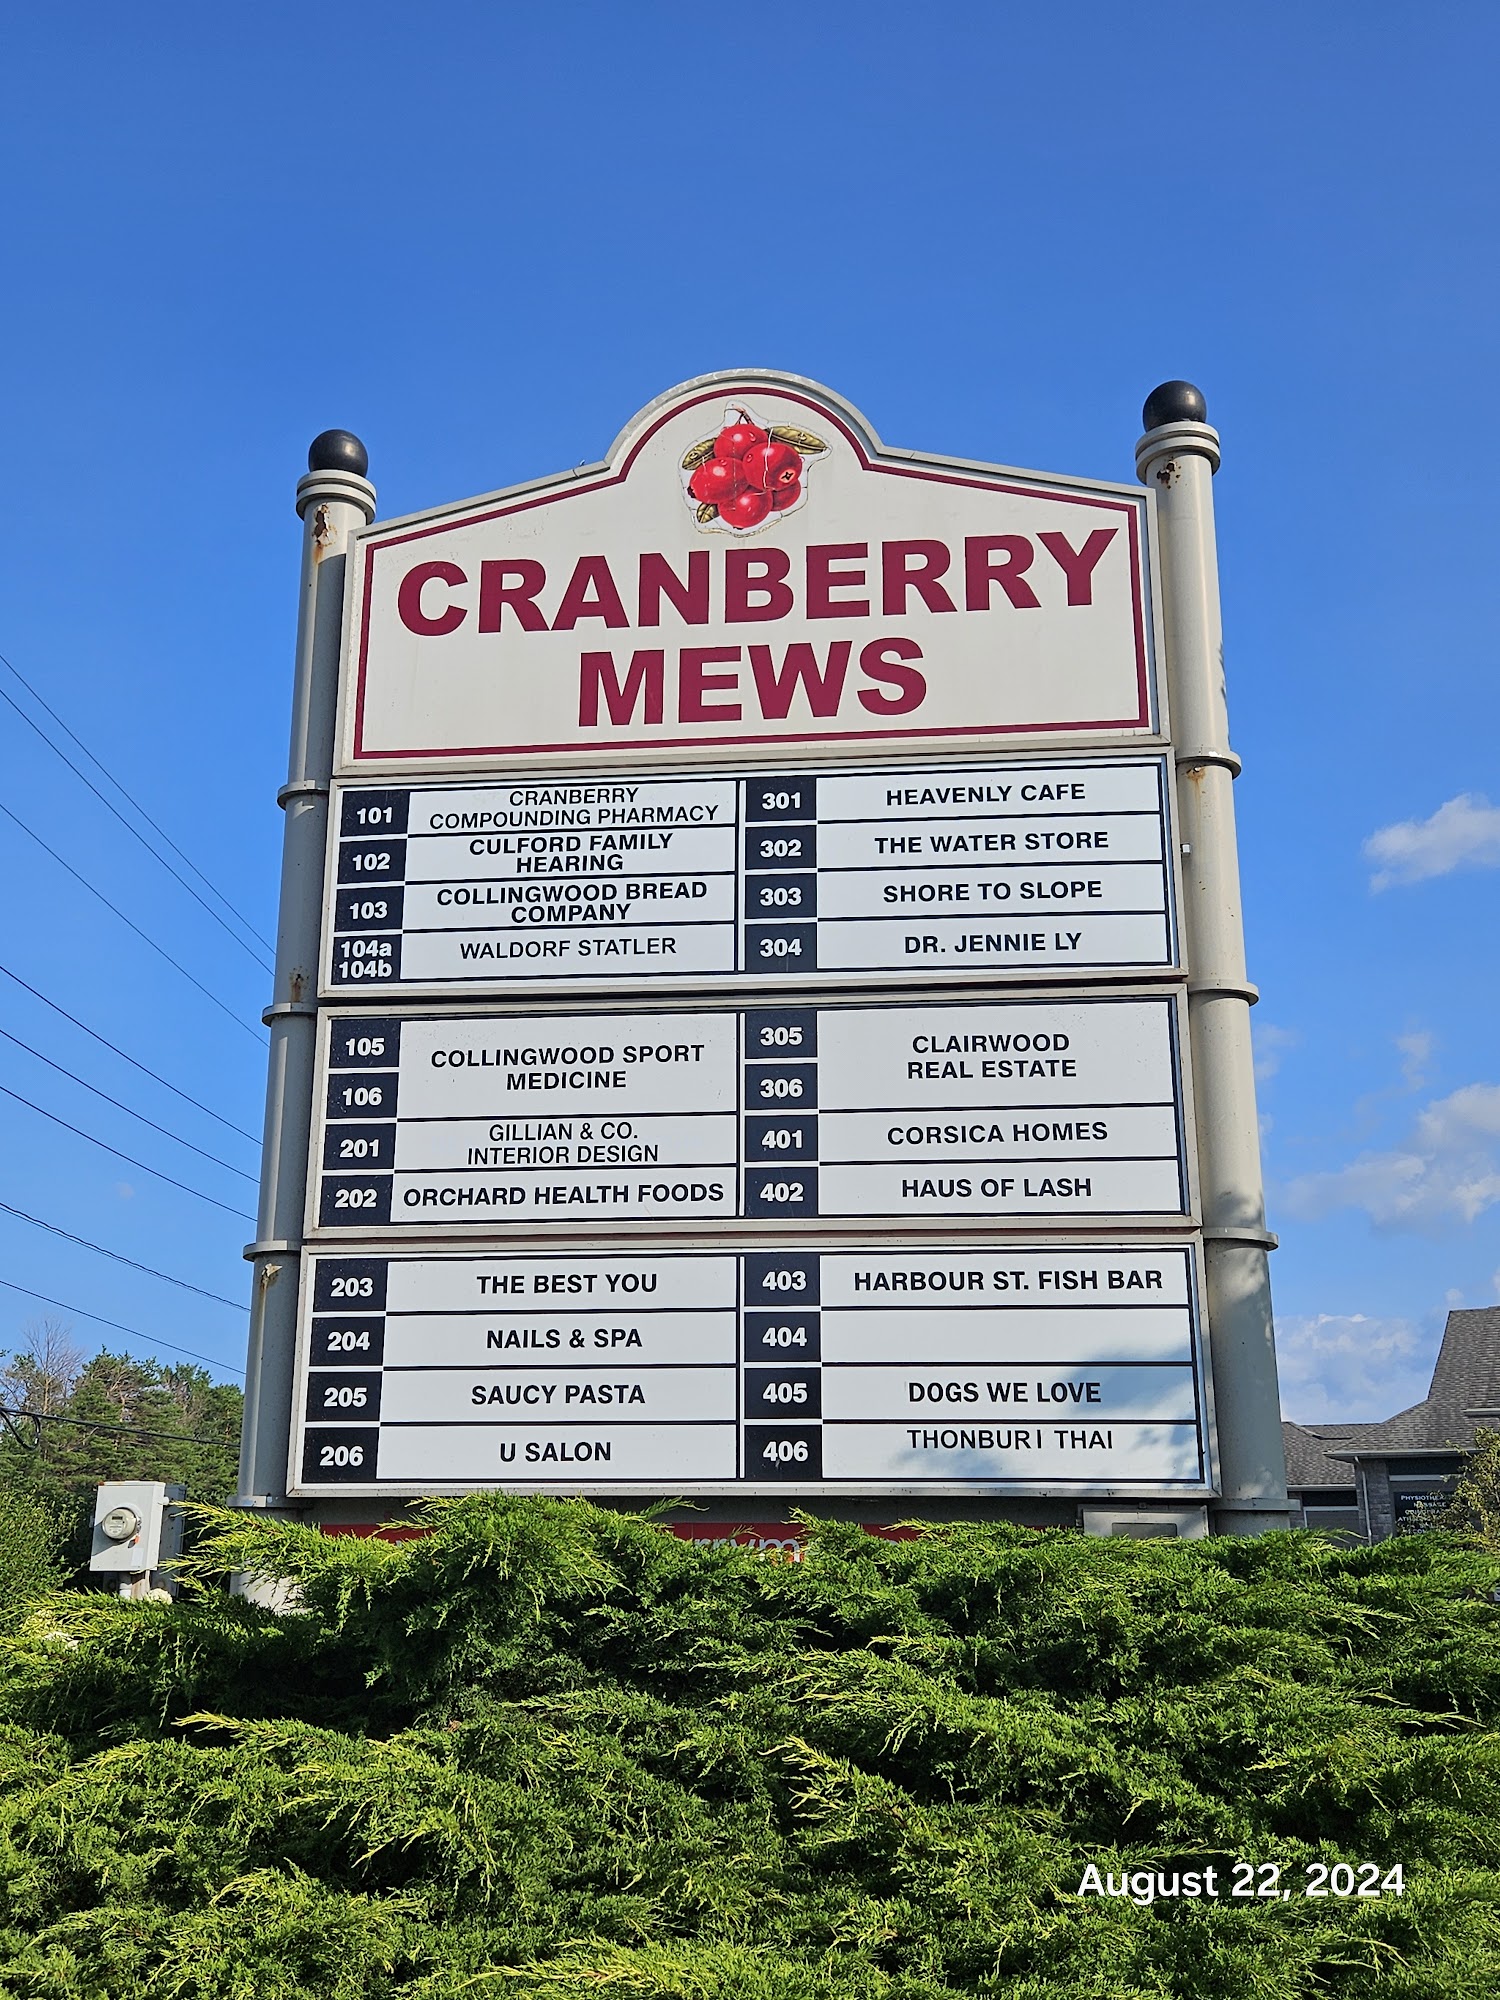 CRANBERRY
MEWS
101
CRANBERRY
COMPOUNDING PHARMACY
102
CULFORD FAMILY
HEARING
103
COLLINGWOOD BREAD
COMPANY
104a
104b
WALDORF STATLER
301
HEAVENLY CAFE
302
THE WATER STORE
303
SHORE TO SLOPE
304
DR. JENNIE LY
105
106
COLLINGWOOD SPORT
MEDICINE
201
GILLIAN & CO.
INTERIOR DESIGN
202
ORCHARD HEALTH FOODS
305
306
CLAIRWOOD
REAL ESTATE
401
CORSICA HOMES
402
HAUS OF LASH
203
THE BEST YOU
204
NAILS & SPA
205
SAUCY PASTA
206
U SALON
403
HARBOUR ST. FISH BAR
404
405
DOGS WE LOVE
406
THONBURI THAI
August 22, 2024